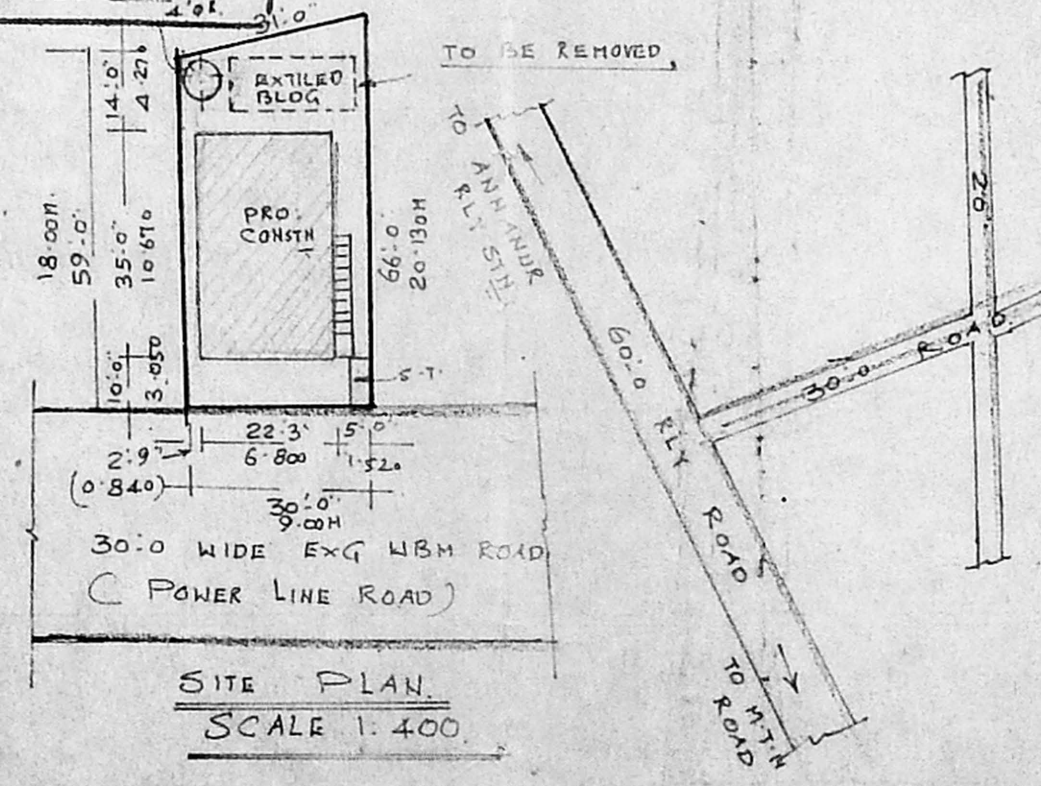 31'-0"
TO BE REMOVED
EXTILED
BLDG
14'-0"
4.270
PRO.
CONSTN
18.00M
59'-0"
35'-0"
10.670
66'-0"
20.130M
10'-0"
3.050
S.T.
2'-9"
(0.840)
22'-3"
6.800
5'-0"
1.520
30'-0"
9.00M
30'-0 WIDE EXG WBM ROAD
(POWER LINE ROAD)
SITE PLAN.
SCALE 1:400
TO ANNANUR
RLY STN
60'-0 RLY ROAD
30'-0 ROAD
20
TO M.T.H
ROAD